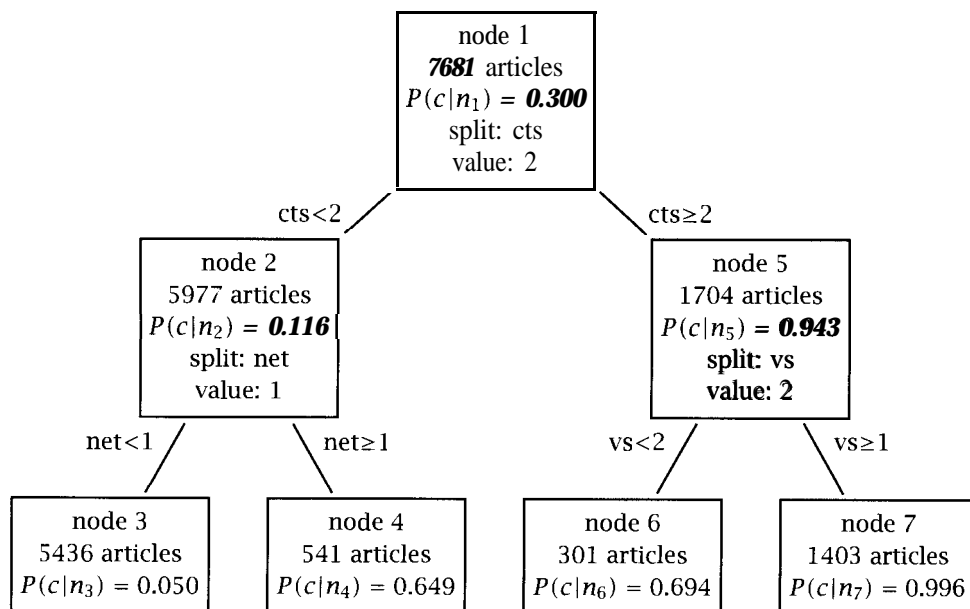 node 1
7681 articles
P(c|n₁) = 0.300
split: cts
value: 2
cts<2
cts≥2
node 2
5977 articles
P(c|n₂) = 0.116
split: net
value: 1
node 5
1704 articles
P(c|n₅) = 0.943
split: vs
value: 2
net<1
net≥1
vs<2
vs≥1
node 3
5436 articles
P(c|n₃) = 0.050
node 4
541 articles
P(c|n₄) = 0.649
node 6
301 articles
P(c|n₆) = 0.694
node 7
1403 articles
P(c|n₇) = 0.996